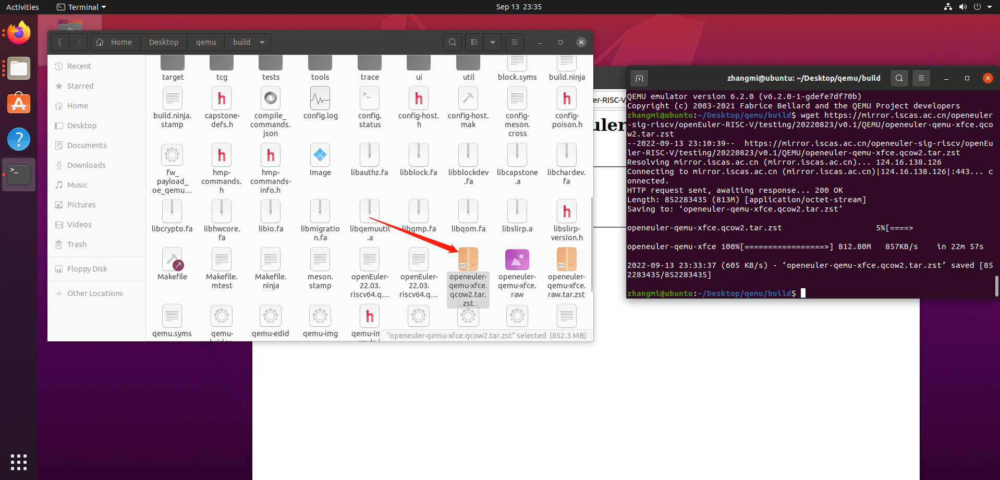 Activities
Terminal
Sep 13 23:35
Home
Desktop
qemu
build
Recent
Starred
Home
Desktop
Documents
Downloads
Music
Pictures
Videos
Trash
Floppy Disk
Other Locations
target
tcg
tests
tools
trace
ui
util
block.syms
build.ninja
build.ninja.
stamp
capstone-
defs.h
compile_
commands.
json
config.log
config.
status
config-host.
h
config-host.
mak
config-
meson.
cross
config-
poison.h
fw_
payload_
oe_qemu...
hmp-
commands.
h
hmp-
commands-
info.h
Image
libauthz.fa
libblock.fa
libblockdev
.fa
libcapstone
.a
libchardev.
fa
libcrypto.fa
libhwcore.
fa
libio.fa
libmigratio
n.fa
libqemuutil
.a
libqmp.fa
libqom.fa
libslirp.a
libslirp-
version.h
Makefile
Makefile.
mtest
Makefile.
ninja
meson.
stamp
openEuler-
22.03.
riscv64.q...
openEuler-
22.03.
riscv64.q...
openeuler-
qemu-xfce.
qcow2.tar.
zst
openeuler-
qemu-xfce.
raw
openeuler-
qemu-xfce.
raw.tar.zst
qemu.syms
qemu-
qemu-edid
qemu-img
qemu-im
“openeuler-qemu-xfce.qcow2.tar.zst” selected (852.3 MB)
er-RISC-V
uler
zhangmi@ubuntu: ~/Desktop/qemu/build
QEMU emulator version 6.2.0 (v6.2.0-1-gdefe7df70b)
Copyright (c) 2003-2021 Fabrice Bellard and the QEMU Project developers
zhangmi@ubuntu:~/Desktop/qemu/build$ wget https://mirror.iscas.ac.cn/openeuler
-sig-riscv/openEuler-RISC-V/testing/20220823/v0.1/QEMU/openeuler-qemu-xfce.qco
w2.tar.zst
--2022-09-13 23:10:39-- https://mirror.iscas.ac.cn/openeuler-sig-riscv/openEu
ler-RISC-V/testing/20220823/v0.1/QEMU/openeuler-qemu-xfce.qcow2.tar.zst
Resolving mirror.iscas.ac.cn (mirror.iscas.ac.cn)... 124.16.138.126
Connecting to mirror.iscas.ac.cn (mirror.iscas.ac.cn)|124.16.138.126|:443... c
onnected.
HTTP request sent, awaiting response... 200 OK
Length: 852283435 (813M) [application/octet-stream]
Saving to: ‘openeuler-qemu-xfce.qcow2.tar.zst’
openeuler-qemu-xfce.qcow2.tar.zst 5%[====>
openeuler-qemu-xfce 100%[=================>] 812.80M 857KB/s in 22m 57s
2022-09-13 23:33:37 (605 KB/s) - ‘openeuler-qemu-xfce.qcow2.tar.zst’ saved [85
2283435/852283435]
zhangmi@ubuntu:~/Desktop/qemu/build$